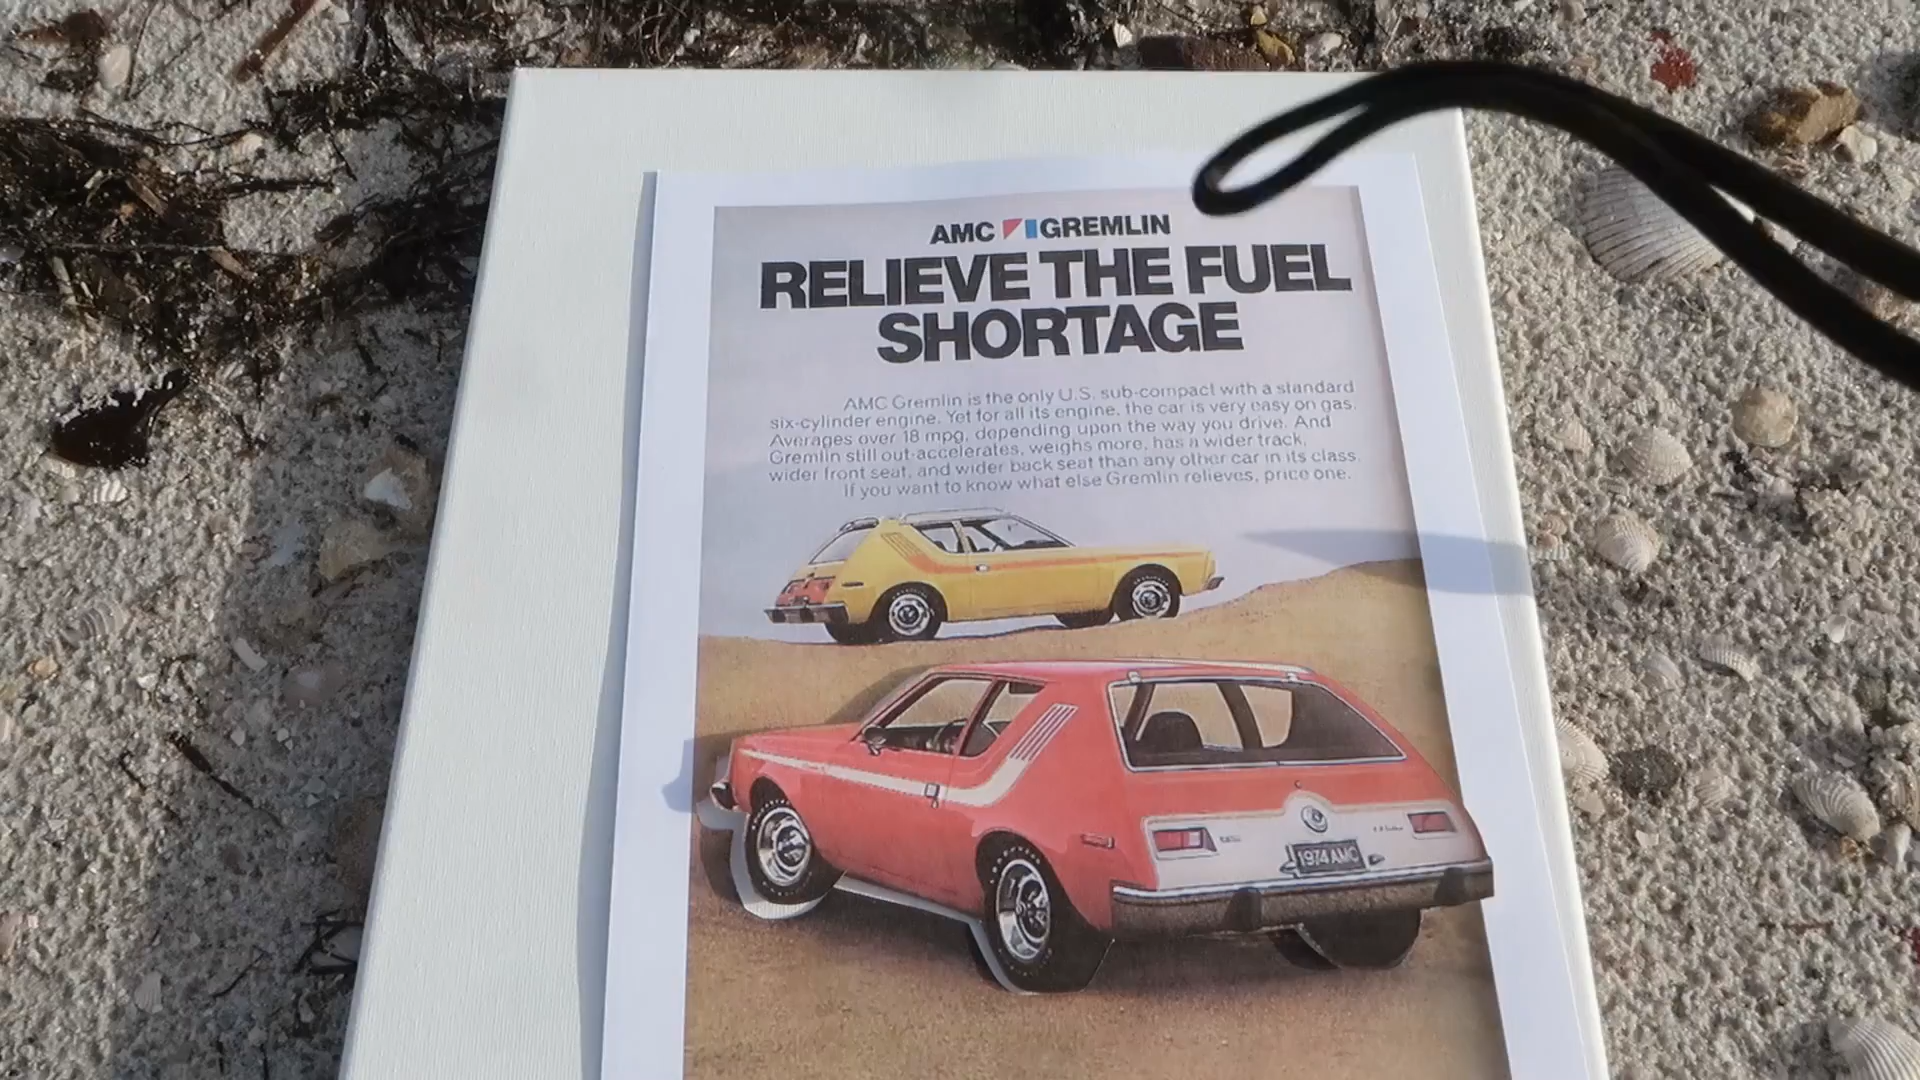 AMC GREMLIN
RELIEVE THE FUEL
SHORTAGE
AMC Gremlin is the only U.S. sub-compact with a standard
six-cylinder engine. Yet for all its engine, the car is very easy on gas.
Averages over 18 mpg, depending upon the way you drive. And
Gremlin still out-accelerates, weighs more, has a wider track,
wider front seat, and wider back seat than any other car in its class.
If you want to know what else Gremlin relieves, price one.
1974 AMC